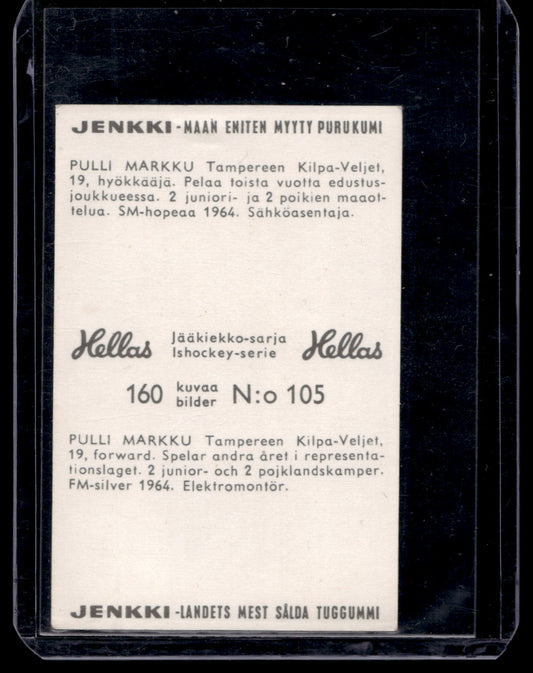 JENKKI-MAAN ENITEN MYYTY PURUKUMI
PULLI MARKKU Tampereen Kilpa-Veljet,
19, hyökkääjä. Pelaa toista vuotta edustus-
joukkueessa. 2 juniori- ja 2 poikien maaot-
telua. SM-hopeaa 1964. Sähköasentaja.
Hellas Jääkiekko-sarja Hellas
Ishockey-serie
160 kuvaa N:o 105
bilder
PULLI MARKKU Tampereen Kilpa-Veljet,
19, forward. Spelar andra året i representa-
tionslaget. 2 junior- och 2 pojklandskamper.
FM-silver 1964. Elektromontör.
JENKKI-LANDETS MEST SÅLDA TUGGUMMI